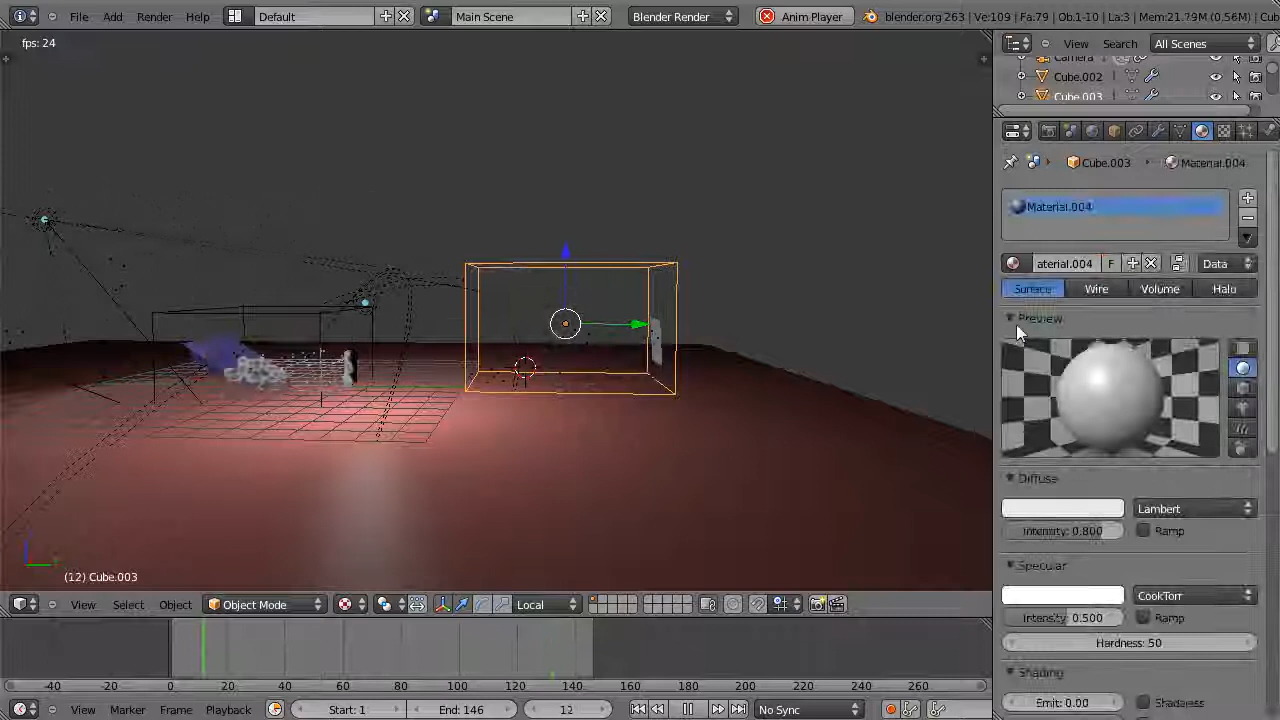 File Add Render Help Default Main Scene Blender Render Anim Player blender.org 263 | Ve:109 | Fa:79 | Ob:1-10 | La:3 | Mem:21.79M (0.56M) | Cub
fps: 24
View Search All Scenes
Camera
Cube.002
Cube.003
Cube.003 Material.004
Material.004
aterial.004 F Data
Surface Wire Volume Halo
Preview
Diffuse
Lambert
Intensity: 0.800 Ramp
Specular
CookTorr
Intensity: 0.500 Ramp
Hardness: 50
Shading
Emit: 0.00 Shadeless
(12) Cube.003
View Select Object Object Mode Local
-40 -20 0 20 40 60 80 100 120 140 160 180 200 220 240 260
View Marker Frame Playback Start: 1 End: 146 12 No Sync